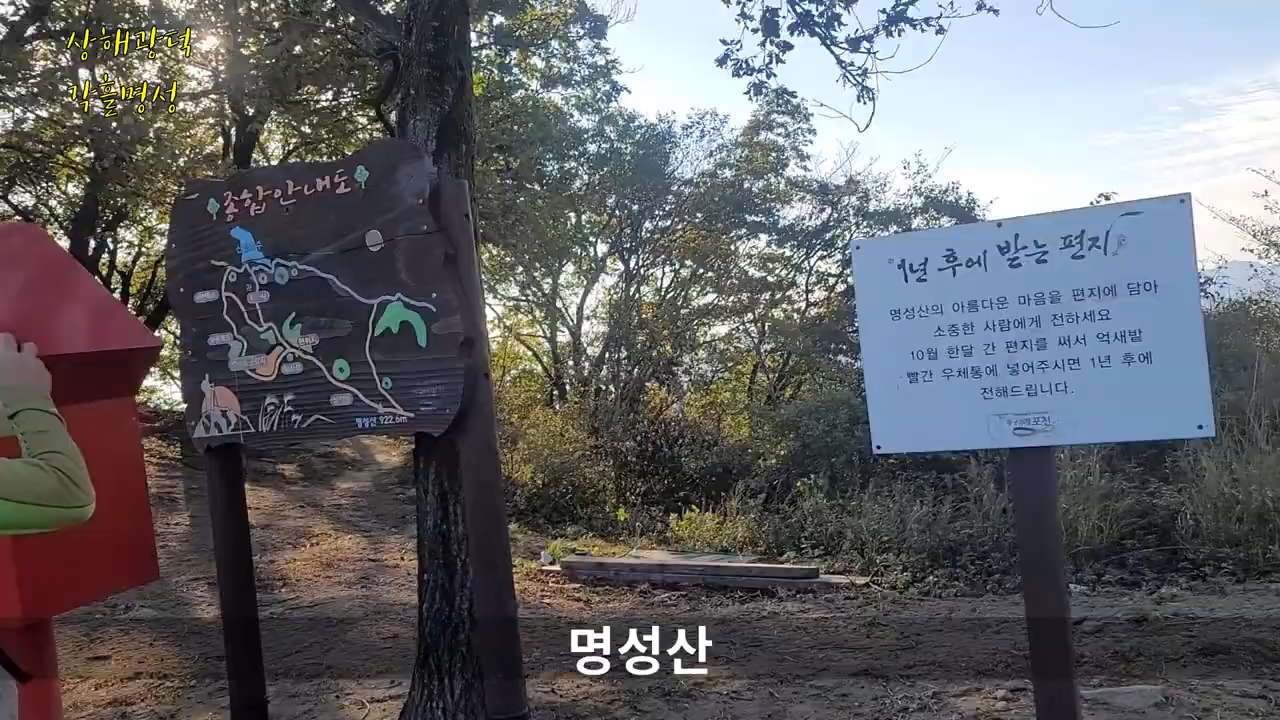 상해광덕
각흘명성
종합안내도
명성산 922.6m
1년 후에 받는 편지
명성산의 아름다운 마음을 편지에 담아
소중한 사람에게 전하세요
10월 한달 간 편지를 써서 억새밭
빨간 우체통에 넣어주시면 1년 후에
전해드립니다.
포천
명성산